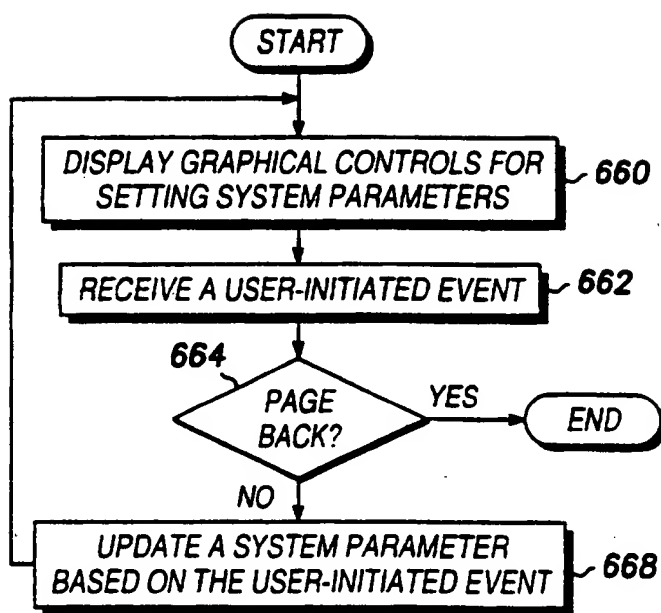 START
DISPLAY GRAPHICAL CONTROLS FOR
SETTING SYSTEM PARAMETERS
660
RECEIVE A USER-INITIATED EVENT
662
664
PAGE
BACK?
YES
END
NO
UPDATE A SYSTEM PARAMETER
BASED ON THE USER-INITIATED EVENT
668